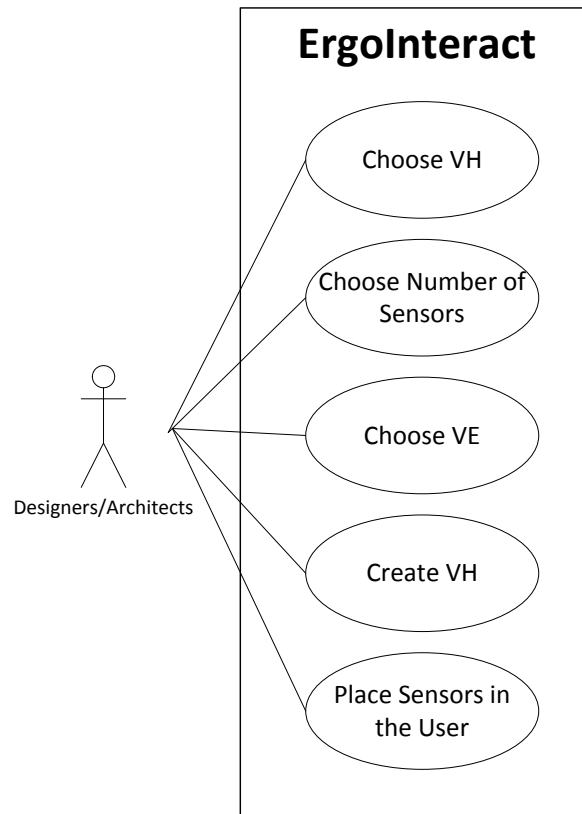 ErgoInteract
Choose VH
Choose Number of
Sensors
Choose VE
Designers/Architects
Create VH
Place Sensors in
the User